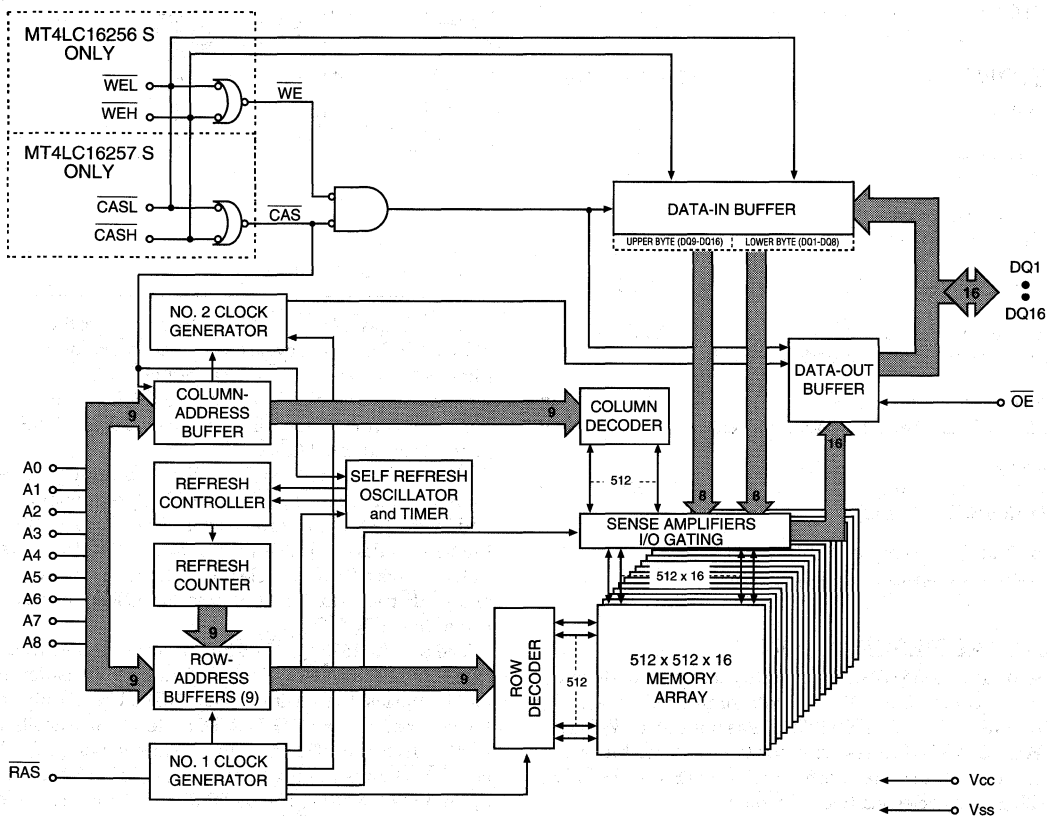 MT4LC16256 S
ONLY
WEL
WEH
WE
MT4LC16257 S
ONLY
CASL
CASH
CAS
DATA-IN BUFFER
UPPER BYTE (DQ9-DQ16)
LOWER BYTE (DQ1-DQ8)
16
DQ1
DQ16
NO. 2 CLOCK
GENERATOR
DATA-OUT
BUFFER
OE
9
COLUMN-
ADDRESS
BUFFER
9
COLUMN
DECODER
16
A0
A1
A2
A3
A4
A5
A6
A7
A8
REFRESH
CONTROLLER
SELF REFRESH
OSCILLATOR
and TIMER
512
8
8
SENSE AMPLIFIERS
I/O GATING
REFRESH
COUNTER
512 x 16
9
9
ROW-
ADDRESS
BUFFERS (9)
9
ROW
DECODER
512
512 x 512 x 16
MEMORY
ARRAY
RAS
NO. 1 CLOCK
GENERATOR
Vcc
Vss